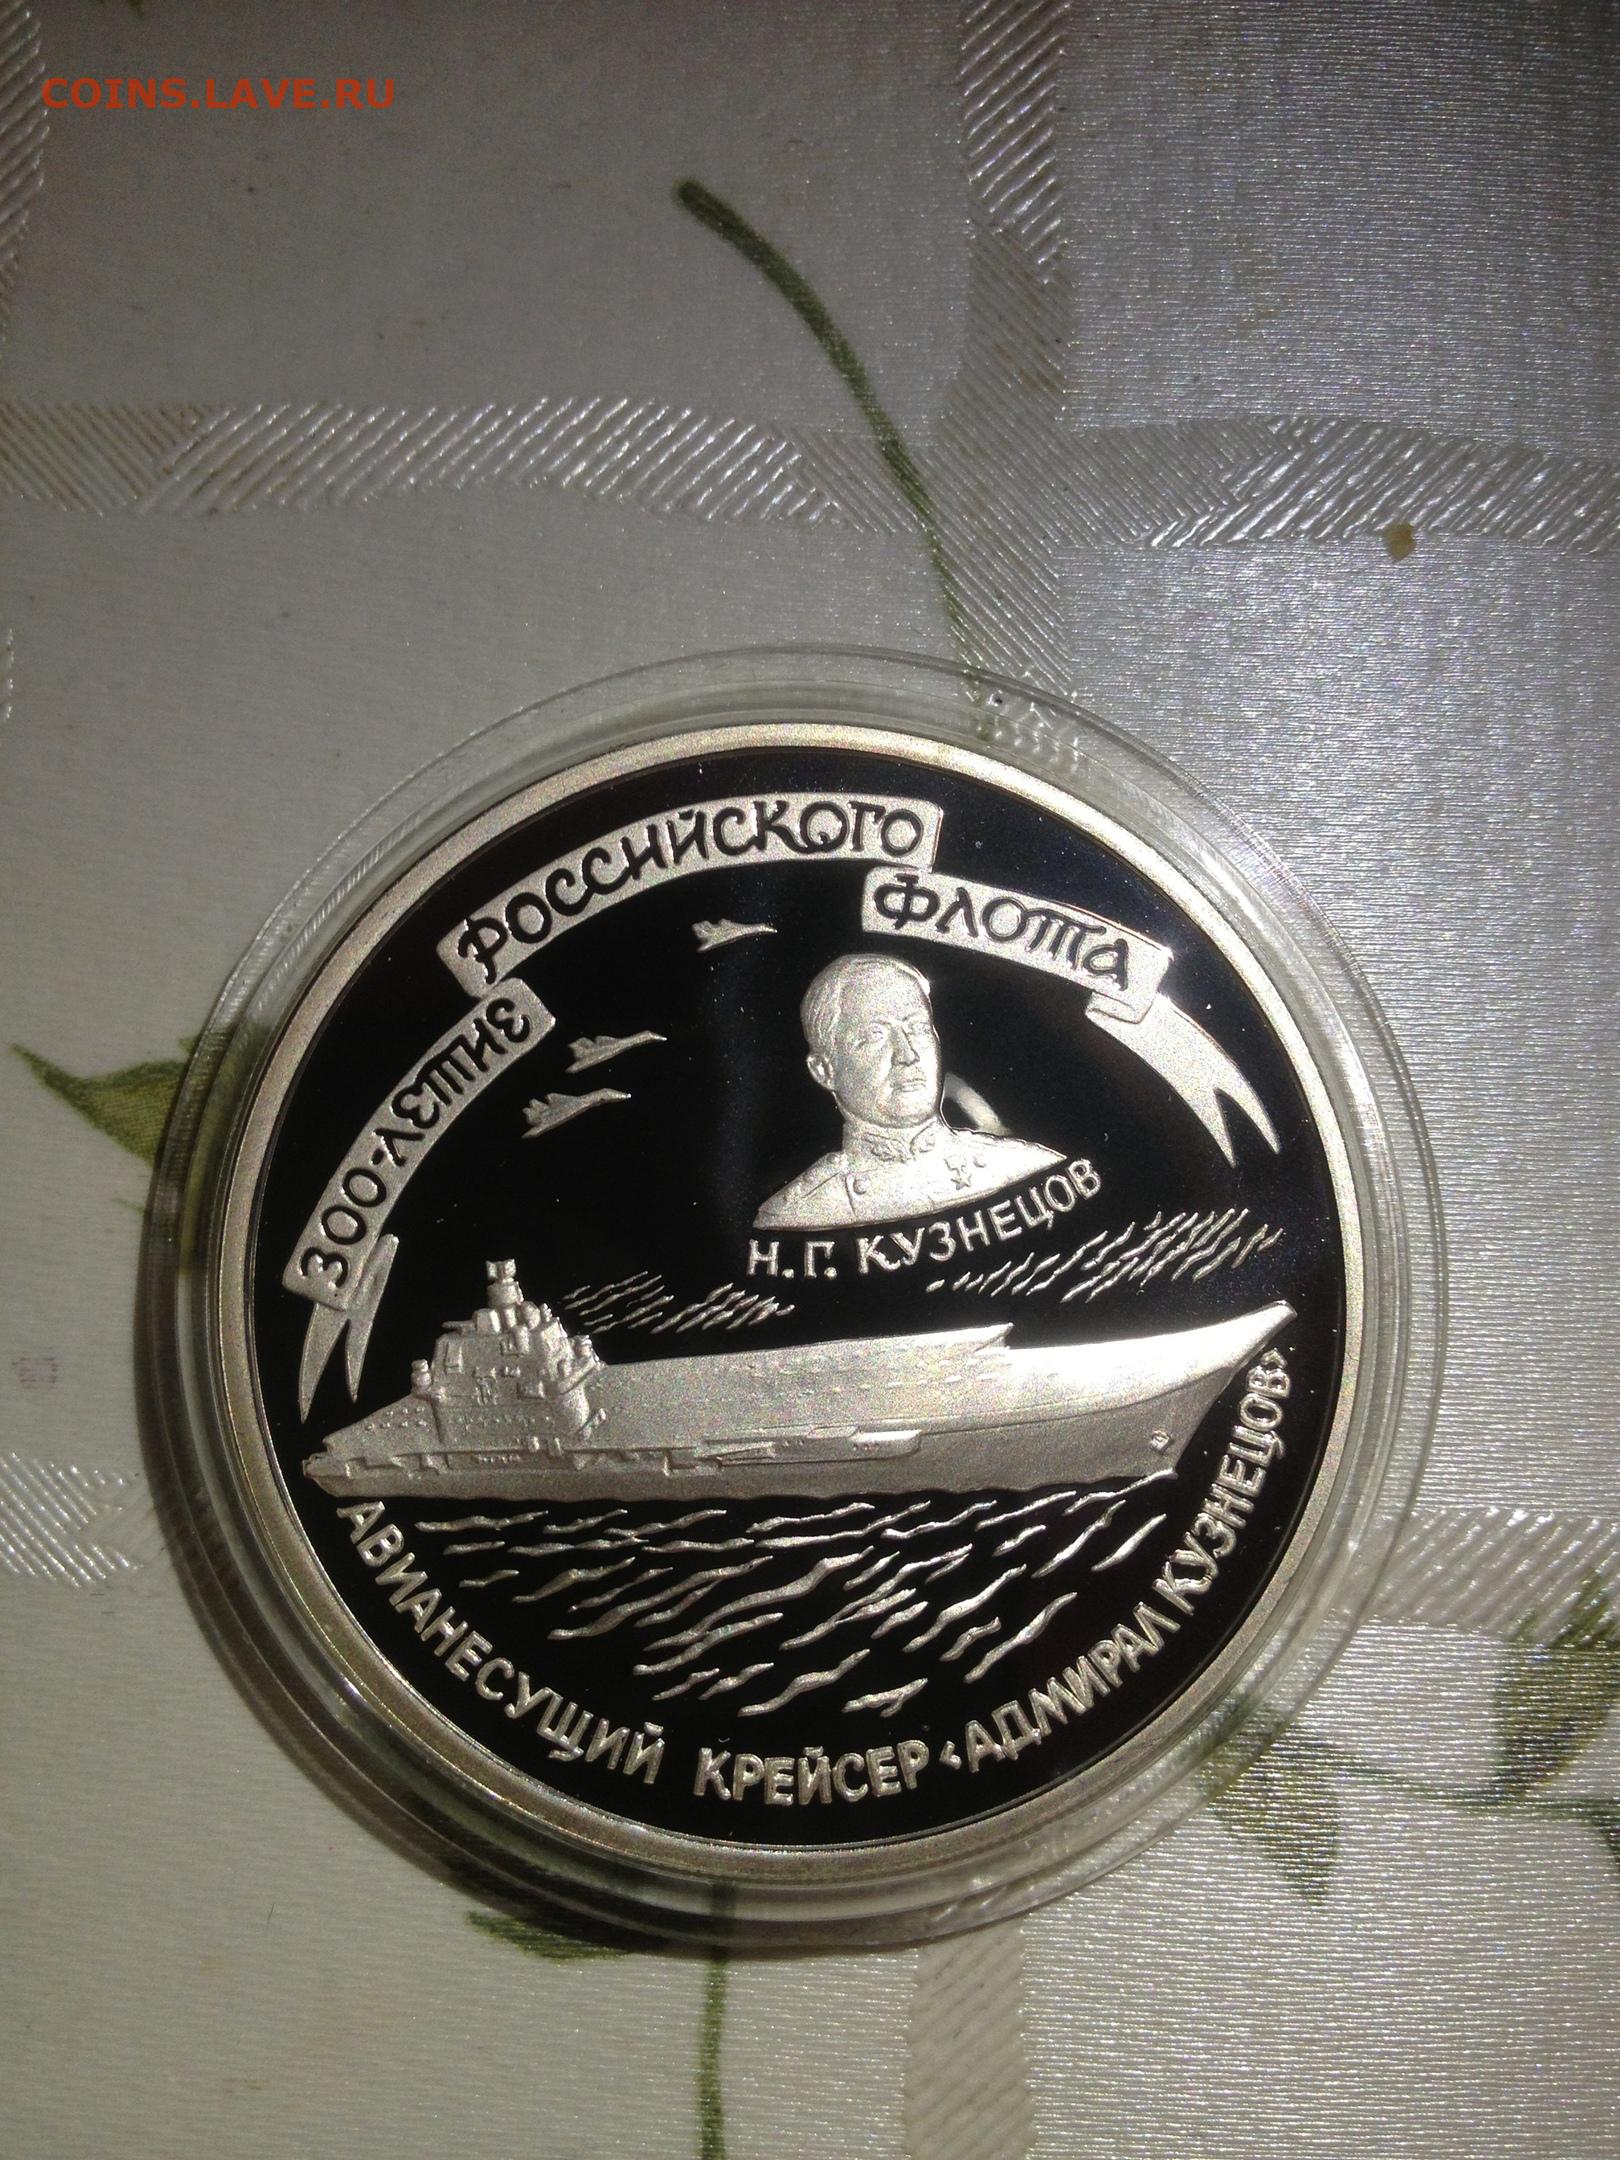 COINS.LAVE.RU
300-ЛЕТИЕ
РОССИЙСКОГО
ФЛОТА
Н.Г. КУЗНЕЦОВ
АВИАНЕСУЩИЙ КРЕЙСЕР ‹АДМИРАЛ КУЗНЕЦОВ›